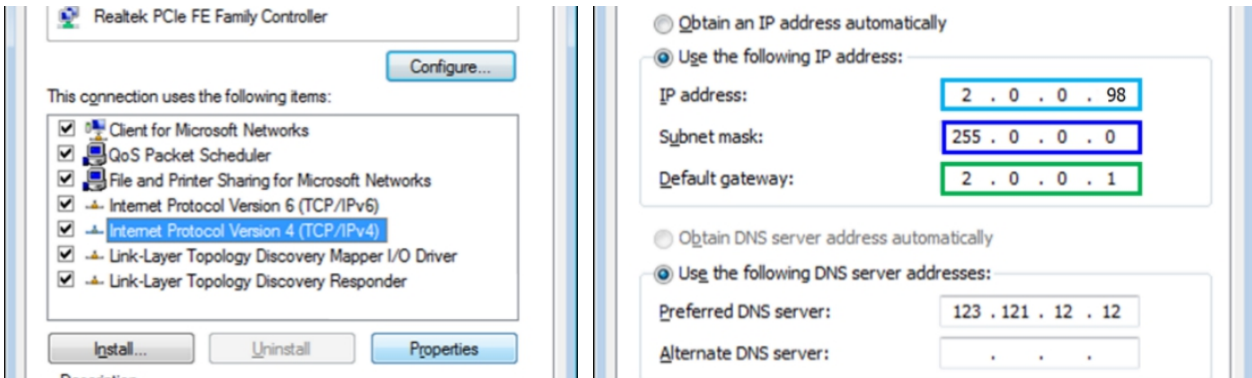 Realtek PCIe FE Family Controller
Configure...
This connection uses the following items:
Client for Microsoft Networks
QoS Packet Scheduler
File and Printer Sharing for Microsoft Networks
Internet Protocol Version 6 (TCP/IPv6)
Internet Protocol Version 4 (TCP/IPv4)
Link-Layer Topology Discovery Mapper I/O Driver
Link-Layer Topology Discovery Responder
Install... Uninstall Properties
Description
Obtain an IP address automatically
Use the following IP address:
IP address: 2 . 0 . 0 . 98
Subnet mask: 255 . 0 . 0 . 0
Default gateway: 2 . 0 . 0 . 1
Obtain DNS server address automatically
Use the following DNS server addresses:
Preferred DNS server: 123 . 121 . 12 . 12
Alternate DNS server: . . .